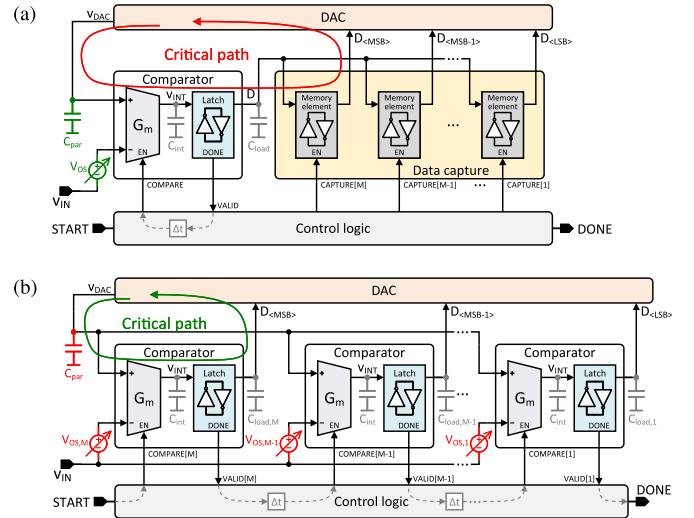 (a)
DAC
VDAC
Critical path
D<MSB>
D<MSB-1>
D<LSB>
Comparator
vINT
Latch
D
Memory element
Memory element
Memory element
+
Gm
Cint
Cload
...
Cpar
−
EN
DONE
EN
EN
EN
VOS
Data capture
COMPARE
VALID
CAPTURE[M]
CAPTURE[M-1]
...
CAPTURE[1]
VIN
START
Δt
Control logic
DONE
(b)
DAC
VDAC
Critical path
D<MSB>
D<MSB-1>
D<LSB>
Cpar
Comparator
Comparator
Comparator
+
vINT
Latch
+
vINT
Latch
+
vINT
Latch
Gm
Cint
Cload,M
Gm
Cint
Cload,M-1
Gm
Cint
Cload,1
−
EN
DONE
−
EN
DONE
−
EN
DONE
VOS,M
VOS,M-1
VOS,1
COMPARE[M]
COMPARE[M-1]
COMPARE[1]
VIN
VALID[M]
VALID[M-1]
VALID[1]
START
Δt
Control logic
Δt
DONE